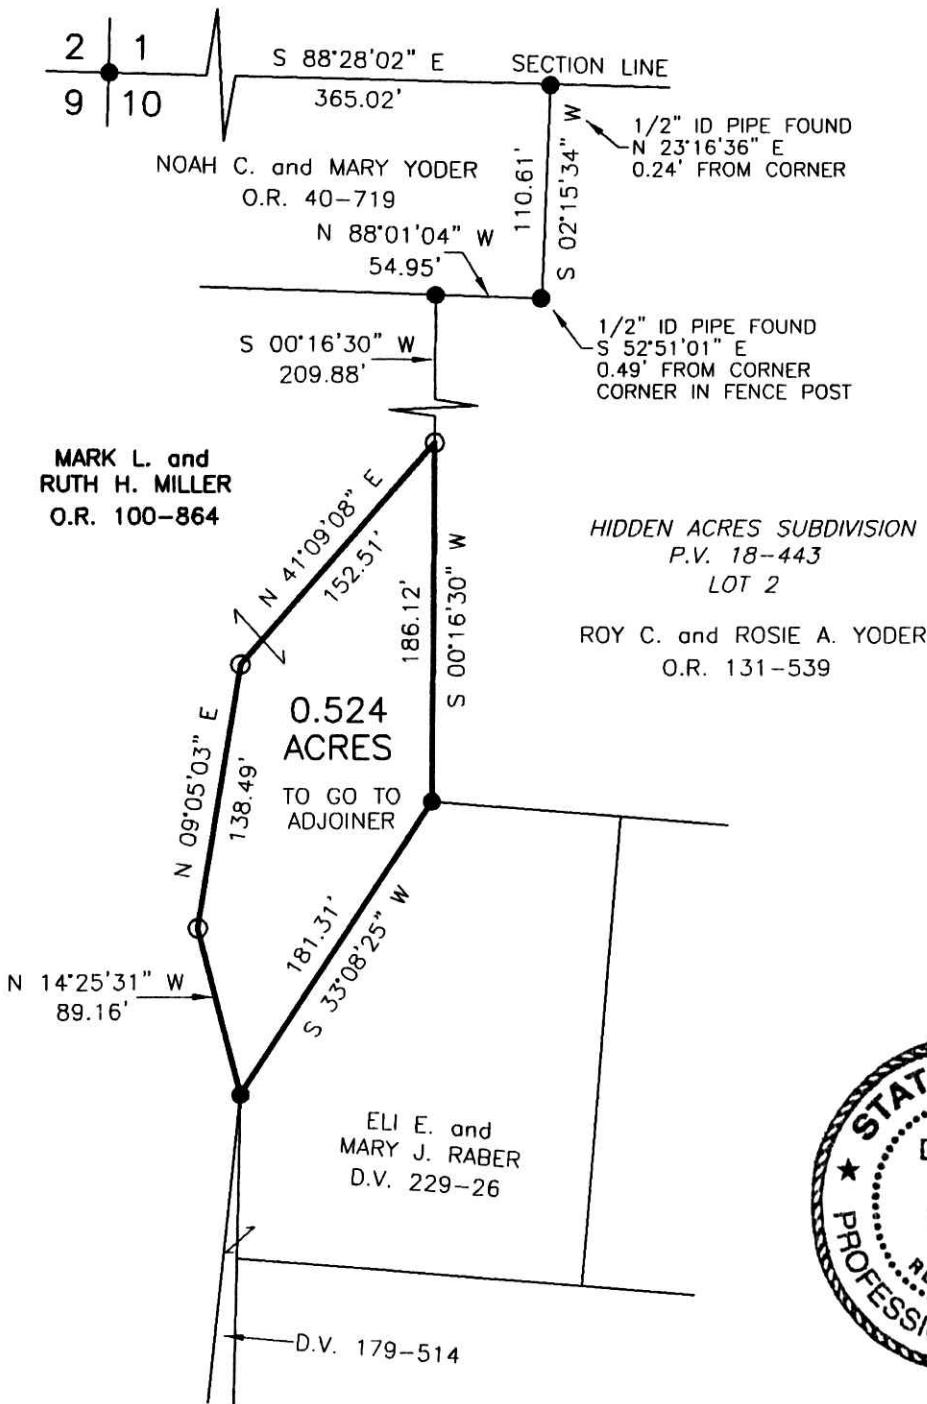 2 1
9 10
S 88°28'02" E
365.02'
SECTION LINE
1/2" ID PIPE FOUND
N 23°16'36" E
0.24' FROM CORNER
NOAH C. and MARY YODER
O.R. 40-719
110.61'
S 02°15'34" W
N 88°01'04" W
54.95'
1/2" ID PIPE FOUND
S 52°51'01" E
0.49' FROM CORNER
CORNER IN FENCE POST
S 00°16'30" W
209.88'
MARK L. and
RUTH H. MILLER
O.R. 100-864
N 41°09'08" E
152.51'
186.12'
S 00°16'30" W
HIDDEN ACRES SUBDIVISION
P.V. 18-443
LOT 2
ROY C. and ROSIE A. YODER
O.R. 131-539
0.524
ACRES
TO GO TO
ADJOINER
N 09°05'03" E
138.49'
181.31'
S 33°08'25" W
N 14°25'31" W
89.16'
ELI E. and
MARY J. RABER
D.V. 229-26
D.V. 179-514